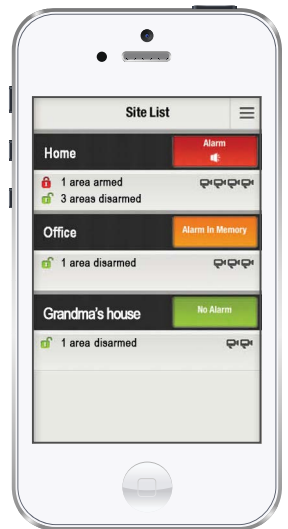 Site List
Home
Alarm
1 area armed
3 areas disarmed
Office
Alarm In Memory
1 area disarmed
Grandma's house
No Alarm
1 area disarmed